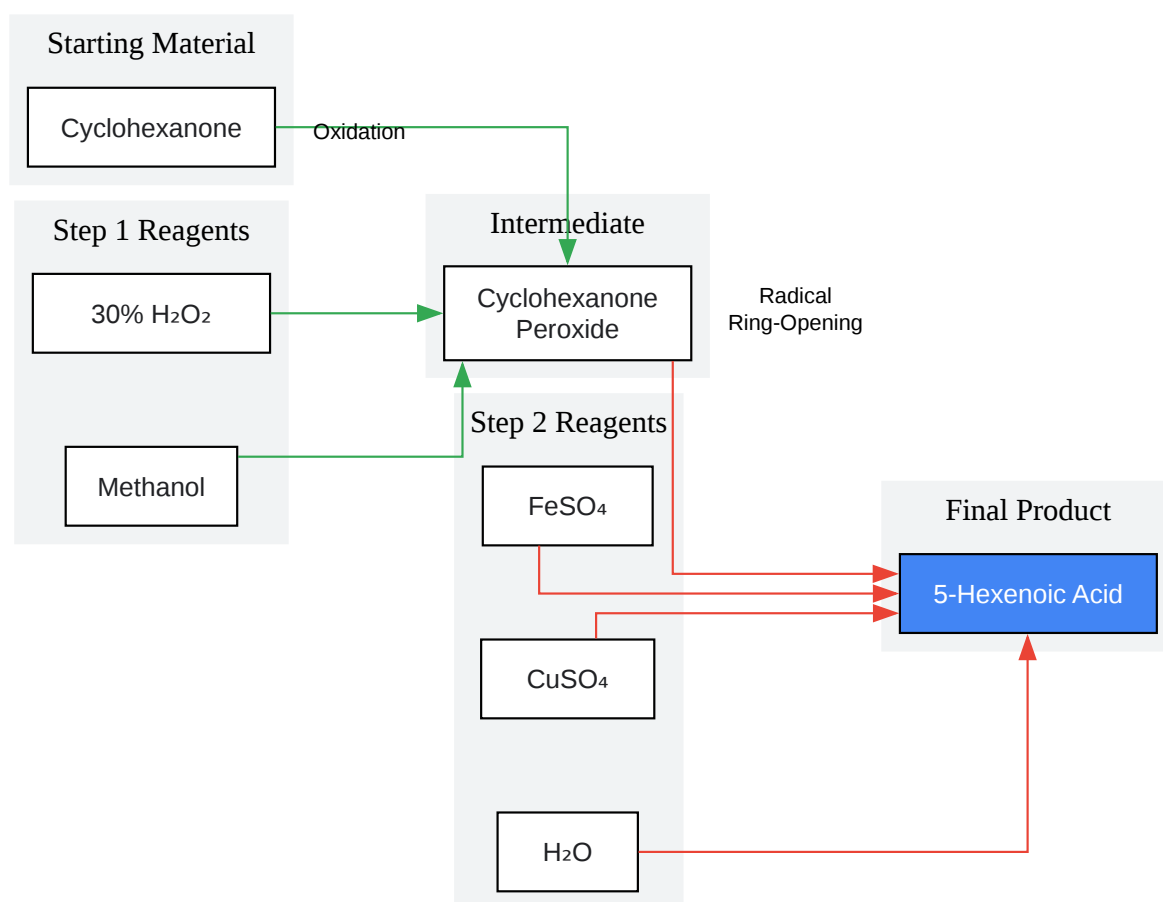 Starting Material
Cyclohexanone
Oxidation
Step 1 Reagents
30% H₂O₂
Methanol
Intermediate
Cyclohexanone
Peroxide
Radical
Ring-Opening
Step 2 Reagents
FeSO₄
CuSO₄
H₂O
Final Product
5-Hexenoic Acid